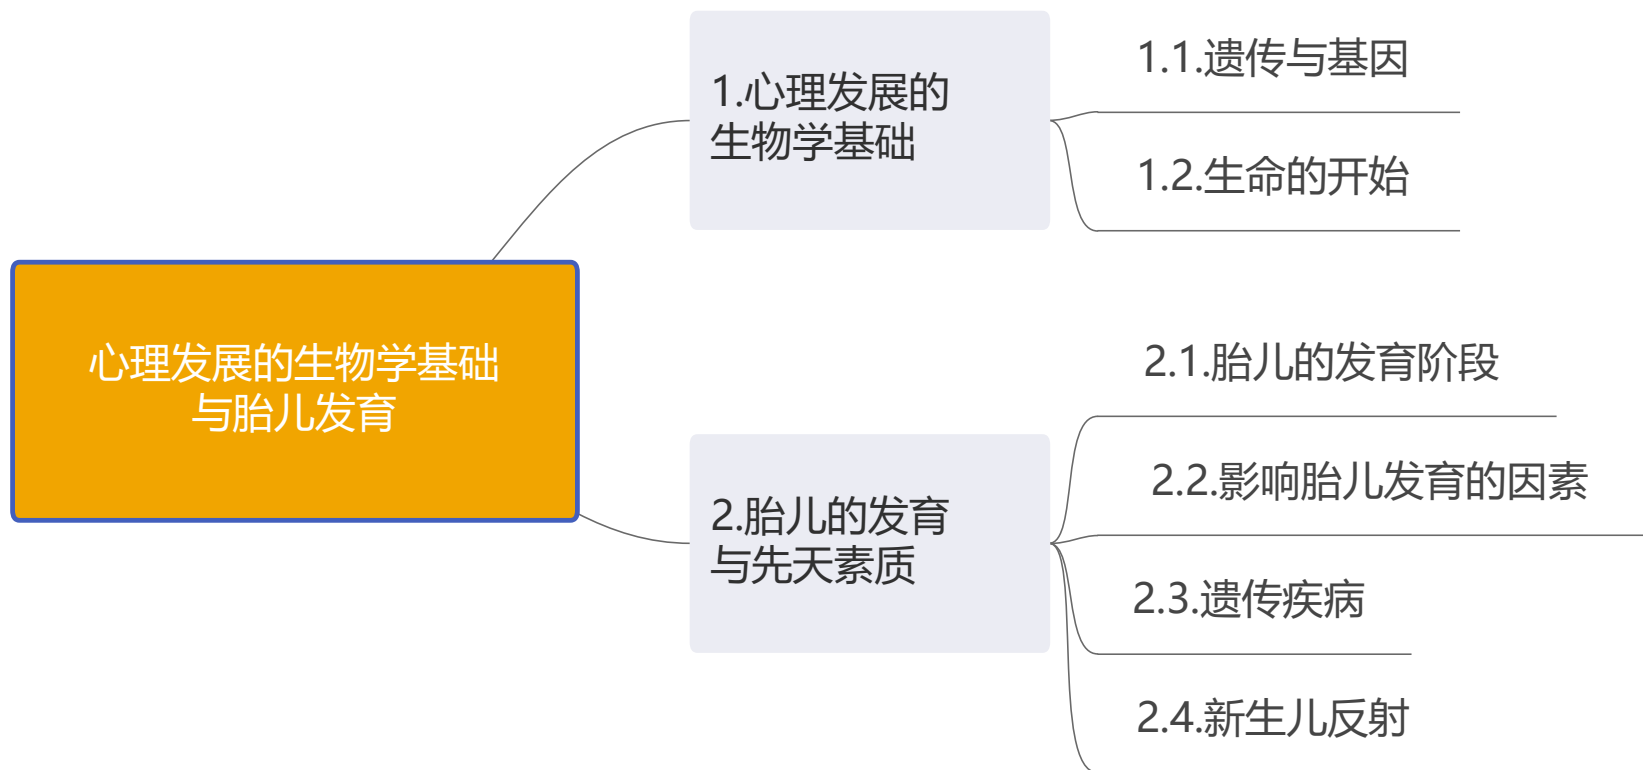 心理发展的生物学基础
与胎儿发育
1.心理发展的
生物学基础
1.1.遗传与基因
1.2.生命的开始
2.胎儿的发育
与先天素质
2.1.胎儿的发育阶段
2.2.影响胎儿发育的因素
2.3.遗传疾病
2.4.新生儿反射